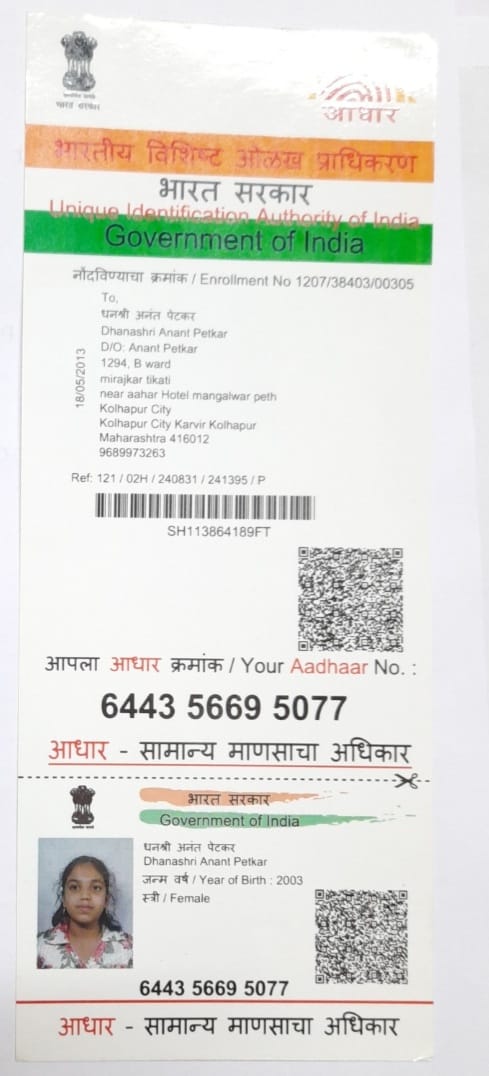 भारत सरकार
आधार
भारतीय विशिष्ट ओळख प्राधिकरण
भारत सरकार
Unique Identification Authority of India
Government of India
नोंदविण्याचा क्रमांक / Enrollment No 1207/38403/00305
18/05/2013
To,
धनश्री अनंत पेटकर
Dhanashri Anant Petkar
D/O: Anant Petkar
1294, B ward
mirajkar tikati
near aahar Hotel mangalwar peth
Kolhapur City
Kolhapur City Karvir Kolhapur
Maharashtra 416012
9689973263
Ref: 121 / 02H / 240831 / 241395 / P
SH113864189FT
आपला आधार क्रमांक / Your Aadhaar No. :
6443 5669 5077
आधार - सामान्य माणसाचा अधिकार
भारत सरकार
Government of India
धनश्री अनंत पेटकर
Dhanashri Anant Petkar
जन्म वर्ष / Year of Birth : 2003
स्त्री / Female
6443 5669 5077
आधार - सामान्य माणसाचा अधिकार